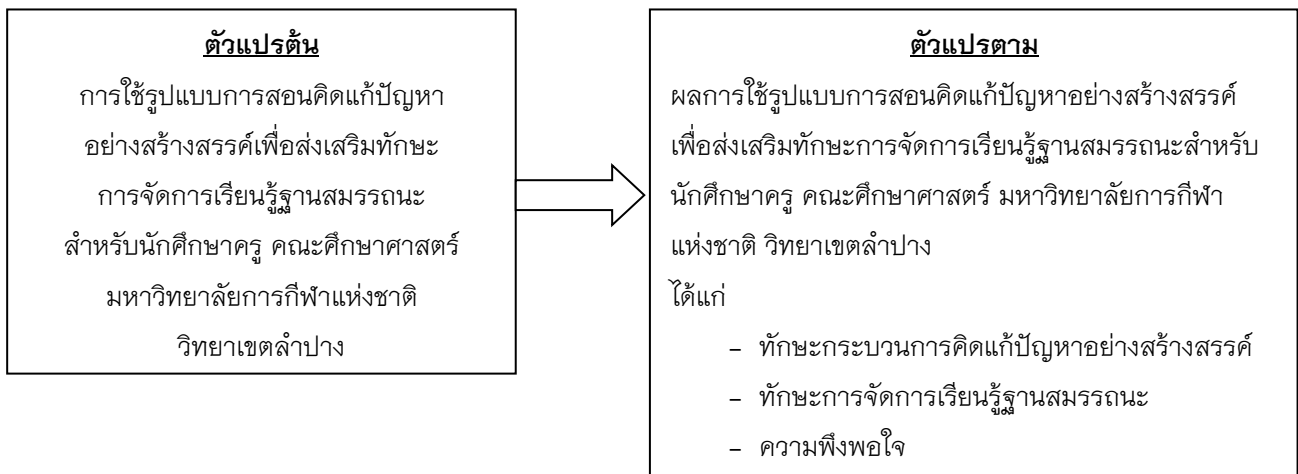 ตัวแปรต้น
การใช้รูปแบบการสอนคิดแก้ปัญหา
อย่างสร้างสรรค์เพื่อส่งเสริมทักษะ
การจัดการเรียนรู้ฐานสมรรถนะ
สำหรับนักศึกษาครู คณะศึกษาศาสตร์
มหาวิทยาลัยการกีฬาแห่งชาติ
วิทยาเขตลำปาง
ตัวแปรตาม
ผลการใช้รูปแบบการสอนคิดแก้ปัญหาอย่างสร้างสรรค์
เพื่อส่งเสริมทักษะการจัดการเรียนรู้ฐานสมรรถนะสำหรับ
นักศึกษาครู คณะศึกษาศาสตร์ มหาวิทยาลัยการกีฬา
แห่งชาติ วิทยาเขตลำปาง
ได้แก่
– ทักษะกระบวนการคิดแก้ปัญหาอย่างสร้างสรรค์
– ทักษะการจัดการเรียนรู้ฐานสมรรถนะ
– ความพึงพอใจ